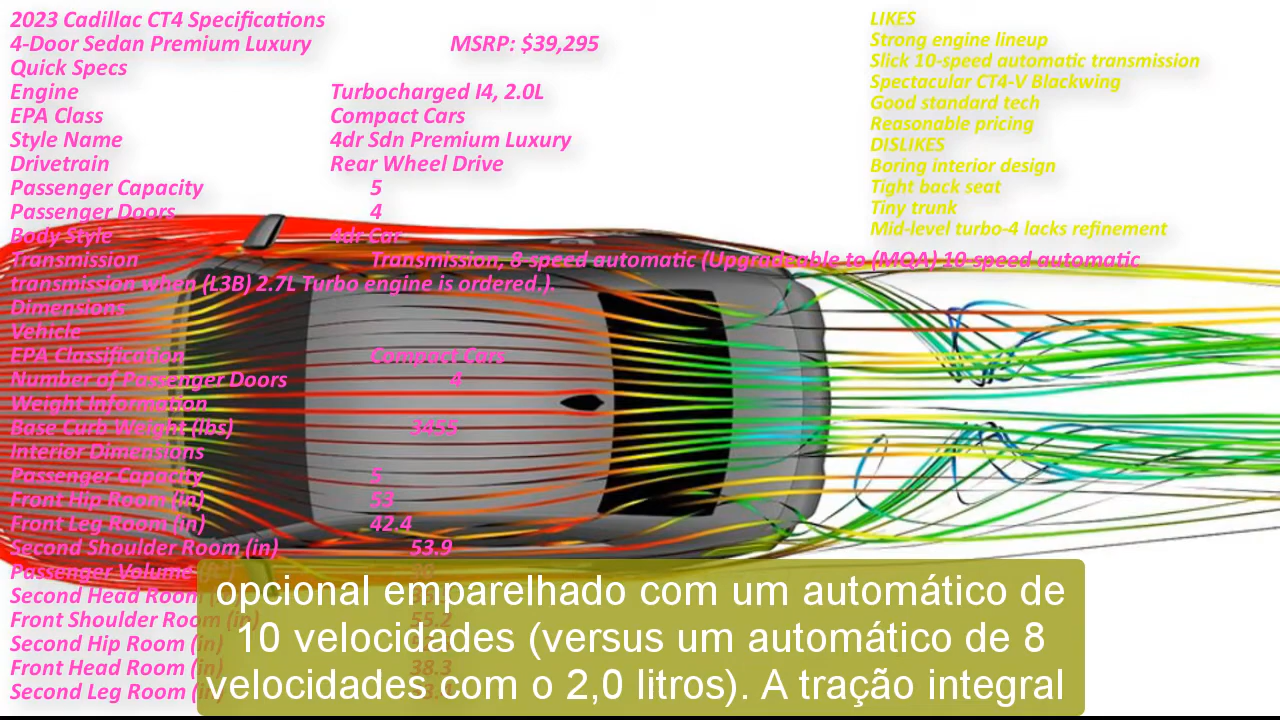 2023 Cadillac CT4 Specifications
4-Door Sedan Premium Luxury MSRP: $39,295
Quick Specs
Engine Turbocharged I4, 2.0L
EPA Class Compact Cars
Style Name 4dr Sdn Premium Luxury
Drivetrain Rear Wheel Drive
Passenger Capacity 5
Passenger Doors 4
Body Style 4dr Car
Transmission Transmission, 8-speed automatic (Upgradeable to (MQA) 10-speed automatic
transmission when (L3B) 2.7L Turbo engine is ordered.).
Dimensions
Vehicle
EPA Classification Compact Cars
Number of Passenger Doors 4
Weight Information
Base Curb Weight (lbs) 3455
Interior Dimensions
Passenger Capacity 5
Front Hip Room (in) 53
Front Leg Room (in) 42.4
Second Shoulder Room (in) 53.9
Passenger Volume
Second Head Room
Front Shoulder Room (in) 55.2
Second Hip Room (in)
Front Head Room (in) 38.3
Second Leg Room (in)
LIKES
Strong engine lineup
Slick 10-speed automatic transmission
Spectacular CT4-V Blackwing
Good standard tech
Reasonable pricing
DISLIKES
Boring interior design
Tight back seat
Tiny trunk
Mid-level turbo-4 lacks refinement
opcional emparelhado com um automático de
10 velocidades (versus um automático de 8
velocidades com o 2,0 litros). A tração integral